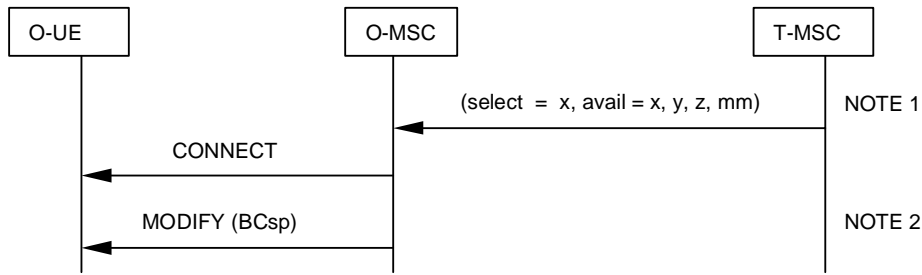 O-UE
O-MSC
T-MSC
(select = x, avail = x, y, z, mm)
NOTE 1
CONNECT
MODIFY (BCsp)
NOTE 2